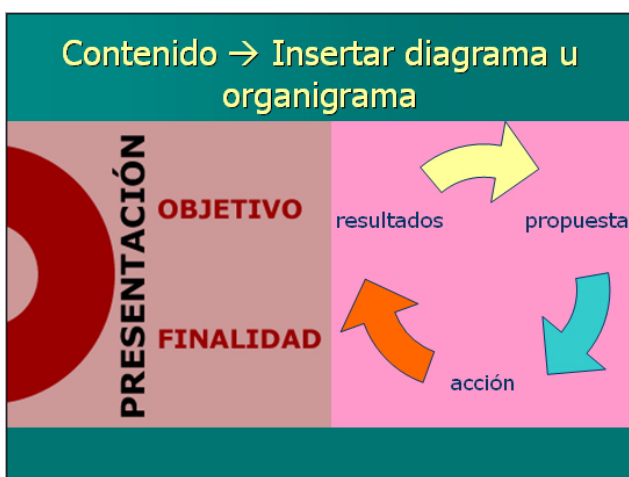 Contenido → Insertar diagrama u
organigrama
PRESENTACIÓN
OBJETIVO
FINALIDAD
resultados
propuesta
acción